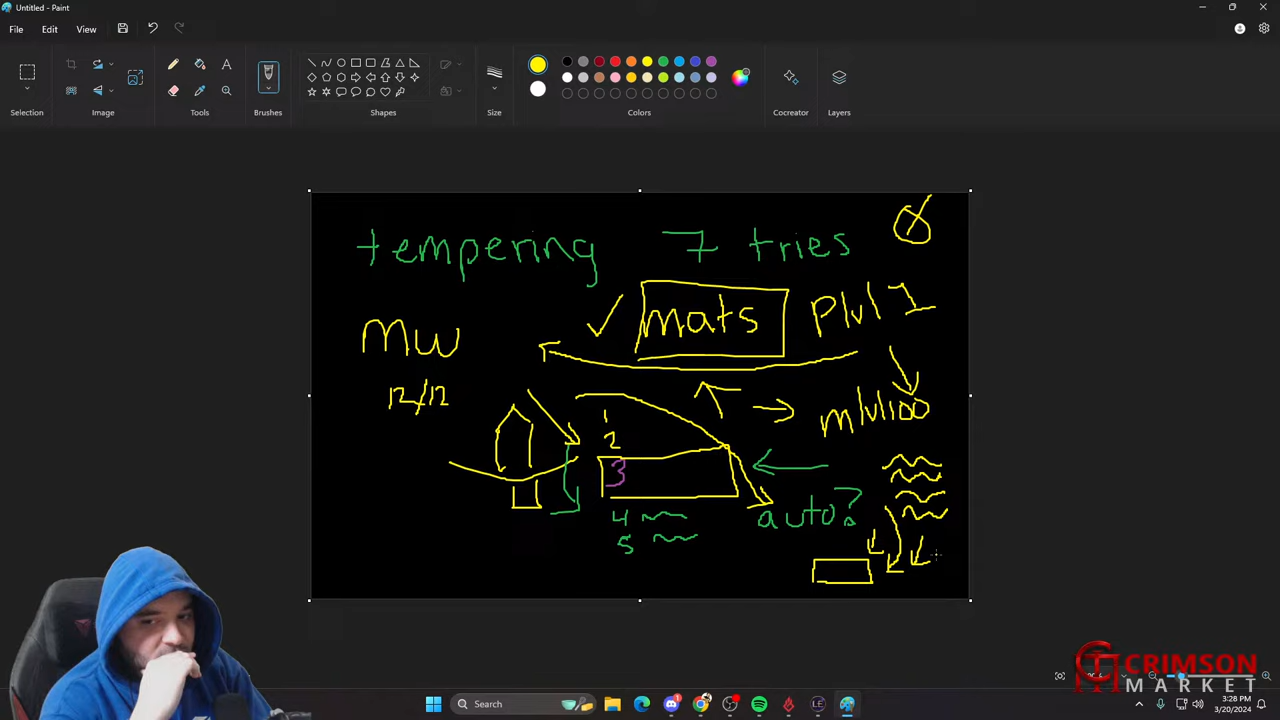 Untitled - Paint
File Edit View
Selection Image Tools Brushes Shapes Size Colors Cocreator Layers
tempering 7 tries
✓ mats plvl 1
MW
12/12
mlvl100
1
2
3
4
5
auto?
CRIMSON
MARKET
Search
3:28 PM
3/20/2024